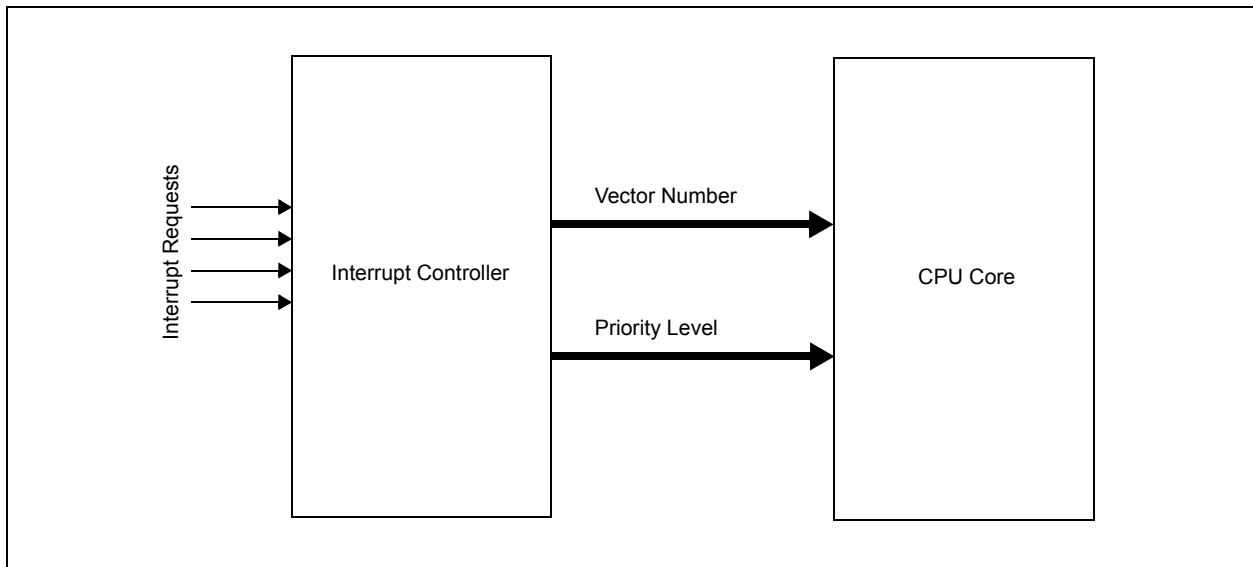 Interrupt Requests
Interrupt Controller
Vector Number
Priority Level
CPU Core